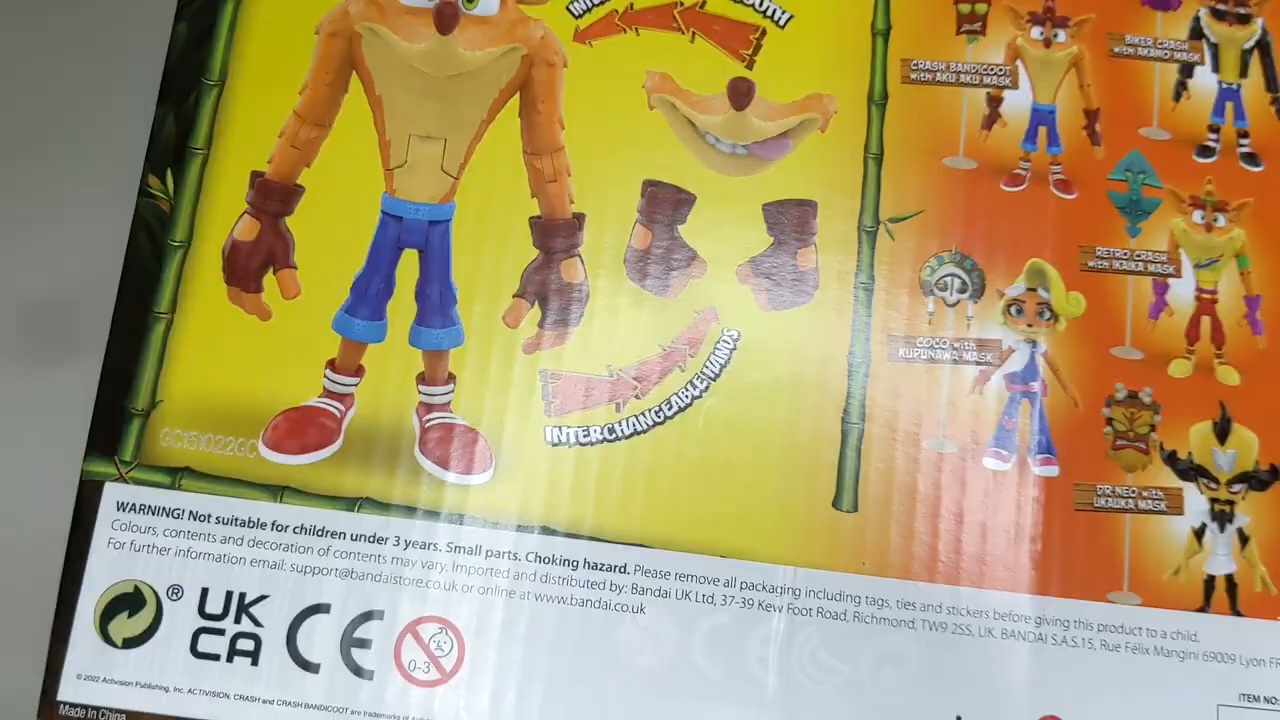 INTERCHANGEABLE HANDS
CRASH BANDICOOT
with AKU AKU MASK
BIKER CRASH
with AKANO MASK
RETRO CRASH
with IKAIKA MASK
COCO with
KUPUNAWA MASK
DR NEO with
UKAUKA MASK
GC151022GC
WARNING! Not suitable for children under 3 years. Small parts. Choking hazard. Please remove all packaging including tags, ties and stickers before giving this product to a child.
Colours, contents and decoration of contents may vary. Imported and distributed by: Bandai UK Ltd, 37-39 Kew Foot Road, Richmond, TW9 2SS, UK. BANDAI S.A.S.15, Rue Félix Mangini 69009 Lyon FR
For further information email: support@bandaistore.co.uk or online at www.bandai.co.uk
®
UK
CA
CE
0-3
© 2022 Activision Publishing, Inc. ACTIVISION, CRASH and CRASH BANDICOOT are trademarks of
Made In China
ITEM NO: